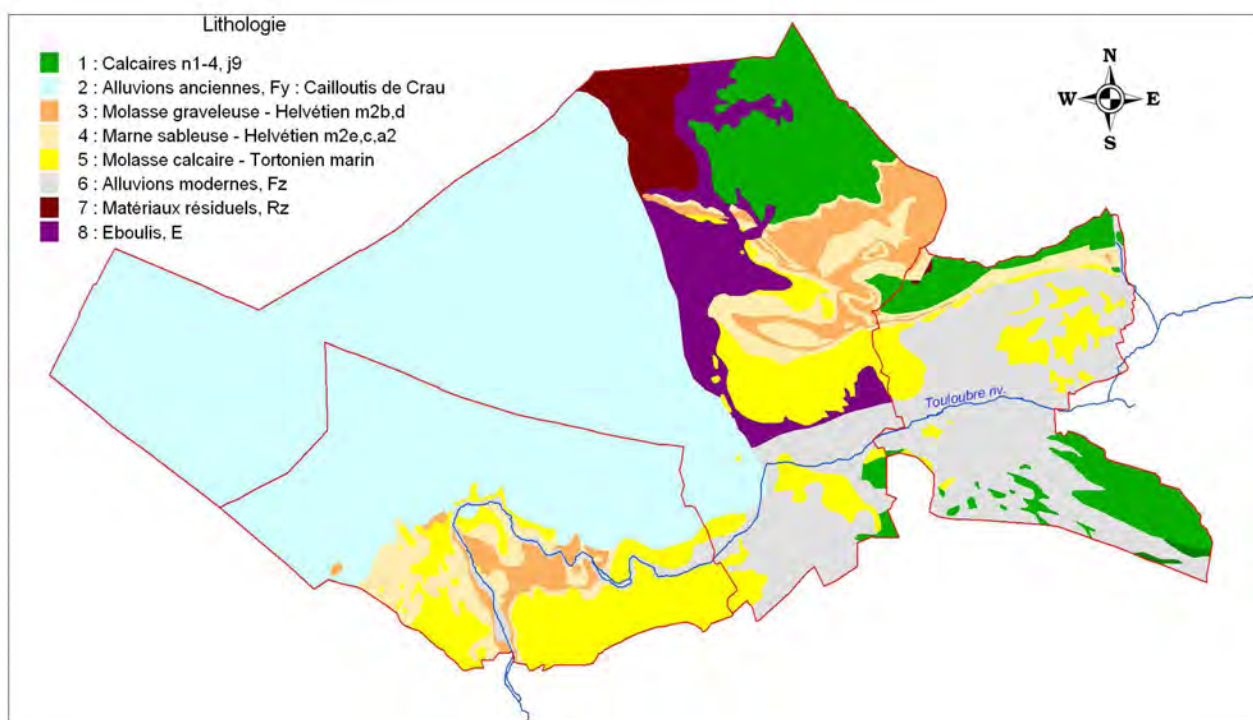 Lithologie
1 : Calcaires n1-4, j9
2 : Alluvions anciennes, Fy : Cailloutis de Crau
3 : Molasse graveleuse - Helvétien m2b,d
4 : Marne sableuse - Helvétien m2e,c,a2
5 : Molasse calcaire - Tortonien marin
6 : Alluvions modernes, Fz
7 : Matériaux résiduels, Rz
8 : Eboulis, E
N
W
E
S
Touloubre nv.